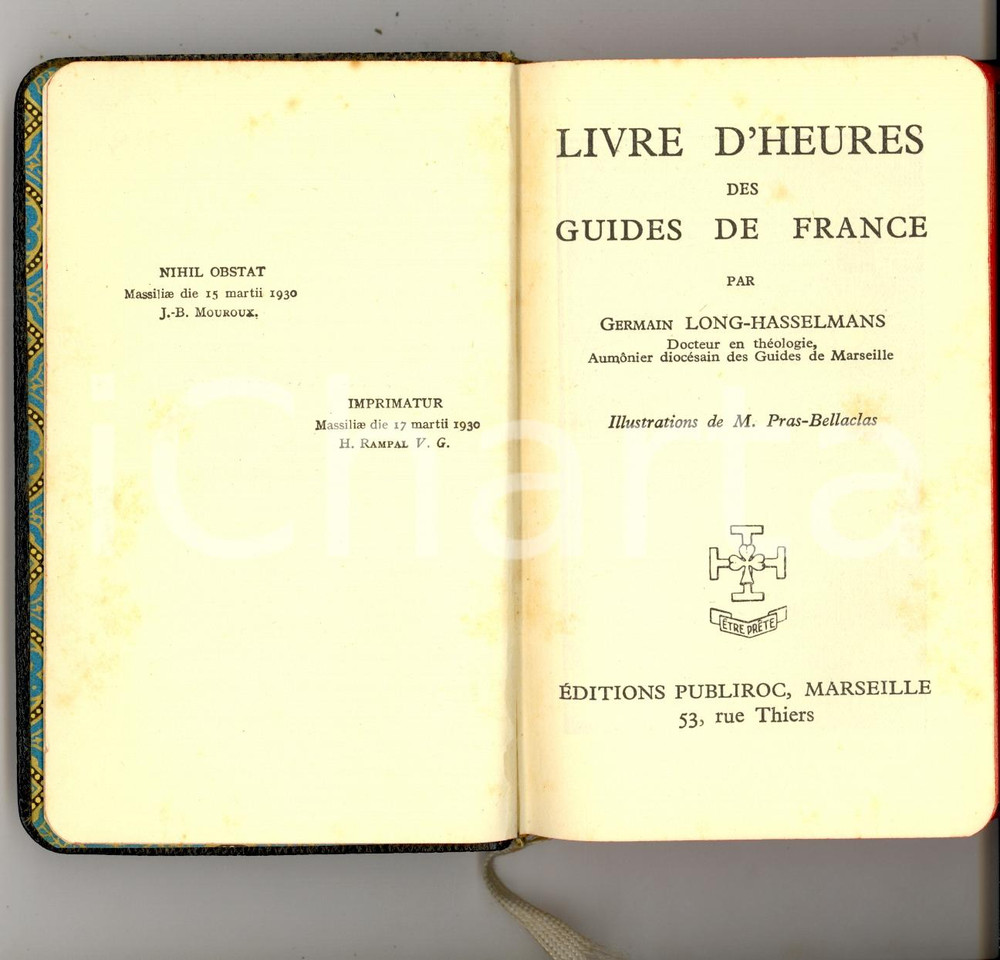 NIHIL OBSTAT
Massiliæ die 15 martii 1930
J.-B. Mouroux.
IMPRIMATUR
Massiliæ die 17 martii 1930
H. Rampal V. G.
LIVRE D'HEURES
DES
GUIDES DE FRANCE
PAR
Germain LONG-HASSELMANS
Docteur en théologie,
Aumônier diocésain des Guides de Marseille
Illustrations de M. Pras-Bellaclas
ÊTRE PRÊTE
ÉDITIONS PUBLIROC, MARSEILLE
53, rue Thiers
iCharta